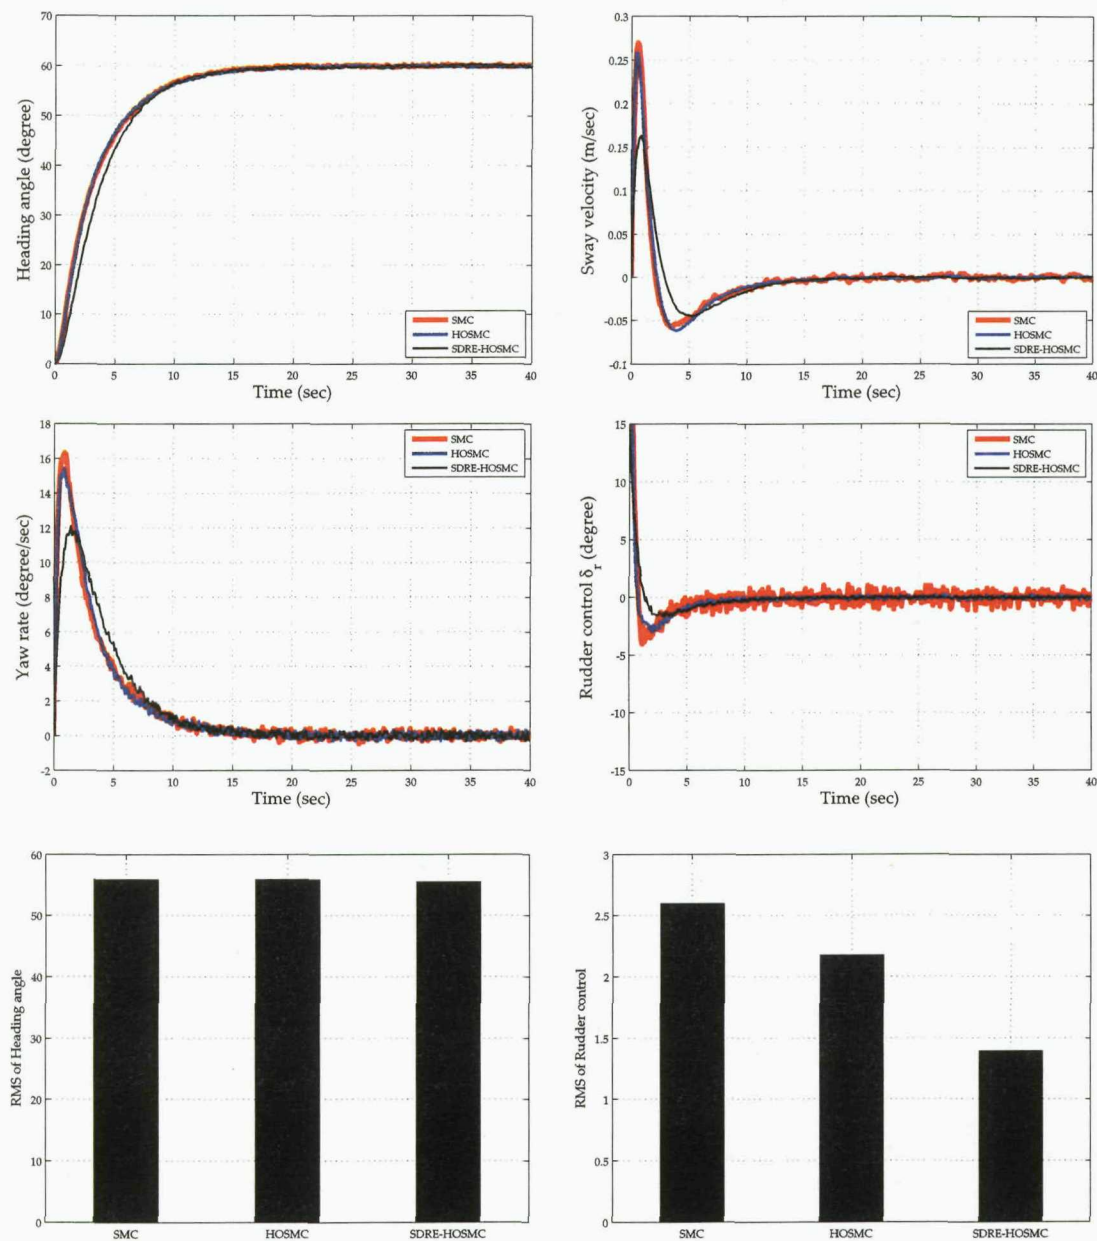 70
60
50
40
30
20
10
0
Heading angle (degree)
SMC
HOSMC
SDRE-HOSMC
0 5 10 15 20 25 30 35 40
Time (sec)
0.3
0.25
0.2
0.15
0.1
0.05
0
-0.05
-0.1
Sway velocity (m/sec)
SMC
HOSMC
SDRE-HOSMC
0 5 10 15 20 25 30 35 40
Time (sec)
18
16
14
12
10
8
6
4
2
0
-2
Yaw rate (degree/sec)
SMC
HOSMC
SDRE-HOSMC
0 5 10 15 20 25 30 35 40
Time (sec)
15
10
5
0
-5
-10
-15
Rudder control δr (degree)
SMC
HOSMC
SDRE-HOSMC
0 5 10 15 20 25 30 35 40
Time (sec)
60
50
40
30
20
10
0
RMS of Heading angle
SMC HOSMC SDRE-HOSMC
3
2.5
2
1.5
1
0.5
0
RMS of Rudder control
SMC HOSMC SDRE-HOSMC